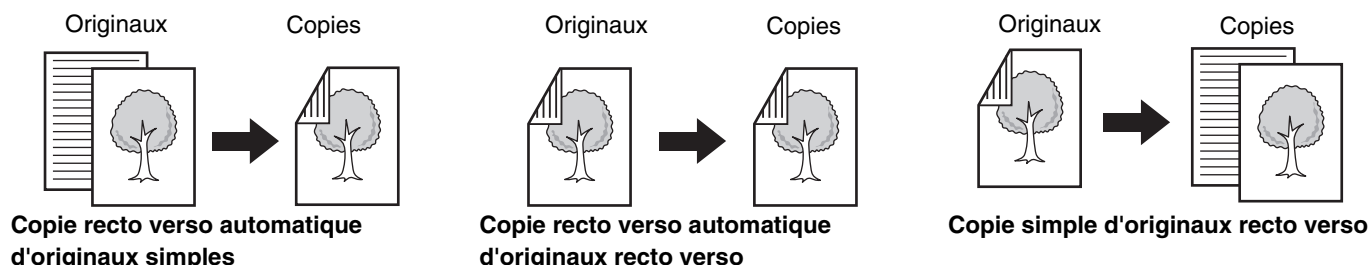 Originaux Copies
Copie recto verso automatique
d'originaux simples
Originaux Copies
Copie recto verso automatique
d'originaux recto verso
Originaux Copies
Copie simple d'originaux recto verso